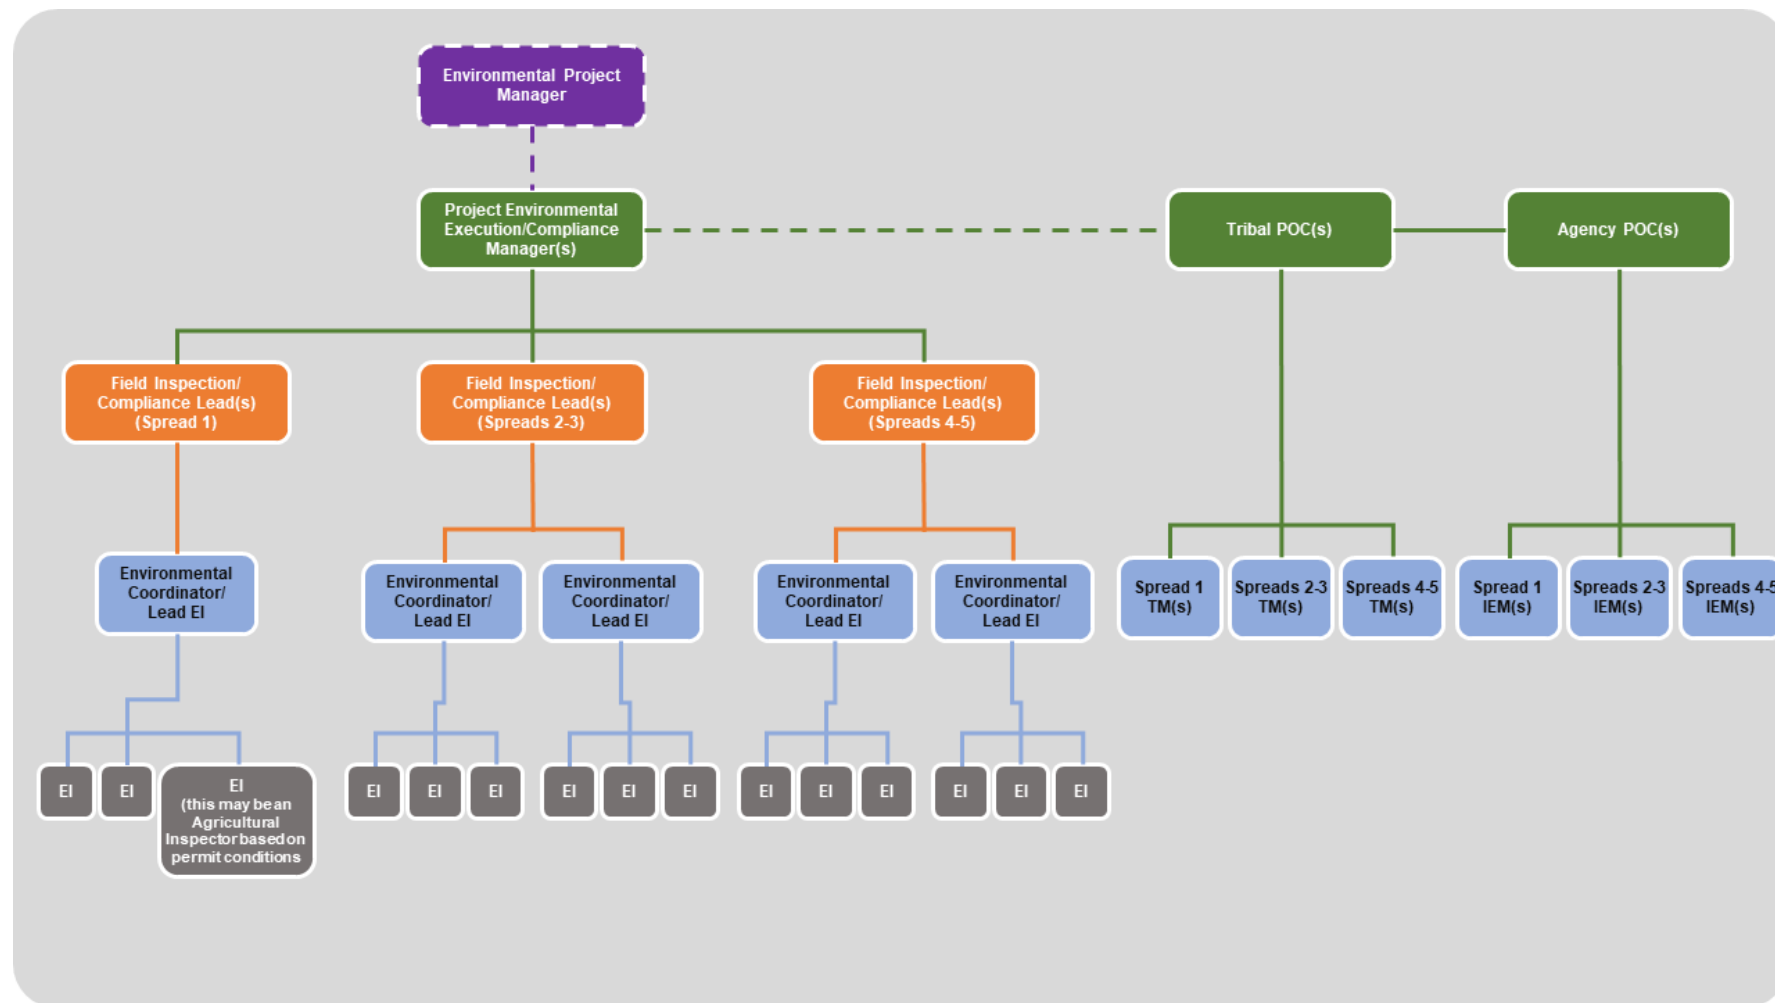 Environmental Project
Manager
Project Environmental
Execution/Compliance
Manager(s)
Tribal POC(s)
Agency POC(s)
Field Inspection/
Compliance Lead(s)
(Spread 1)
Field Inspection/
Compliance Lead(s)
(Spreads 2-3)
Field Inspection/
Compliance Lead(s)
(Spreads 4-5)
Environmental
Coordinator/
Lead EI
Environmental
Coordinator/
Lead EI
Environmental
Coordinator/
Lead EI
Environmental
Coordinator/
Lead EI
Environmental
Coordinator/
Lead EI
Spread 1
TM(s)
Spreads 2-3
TM(s)
Spreads 4-5
TM(s)
Spread 1
IEM(s)
Spreads 2-3
IEM(s)
Spreads 4-5
IEM(s)
EI
EI
EI
(this may be an
Agricultural
Inspector based on
permit conditions
EI
EI
EI
EI
EI
EI
EI
EI
EI
EI
EI
EI